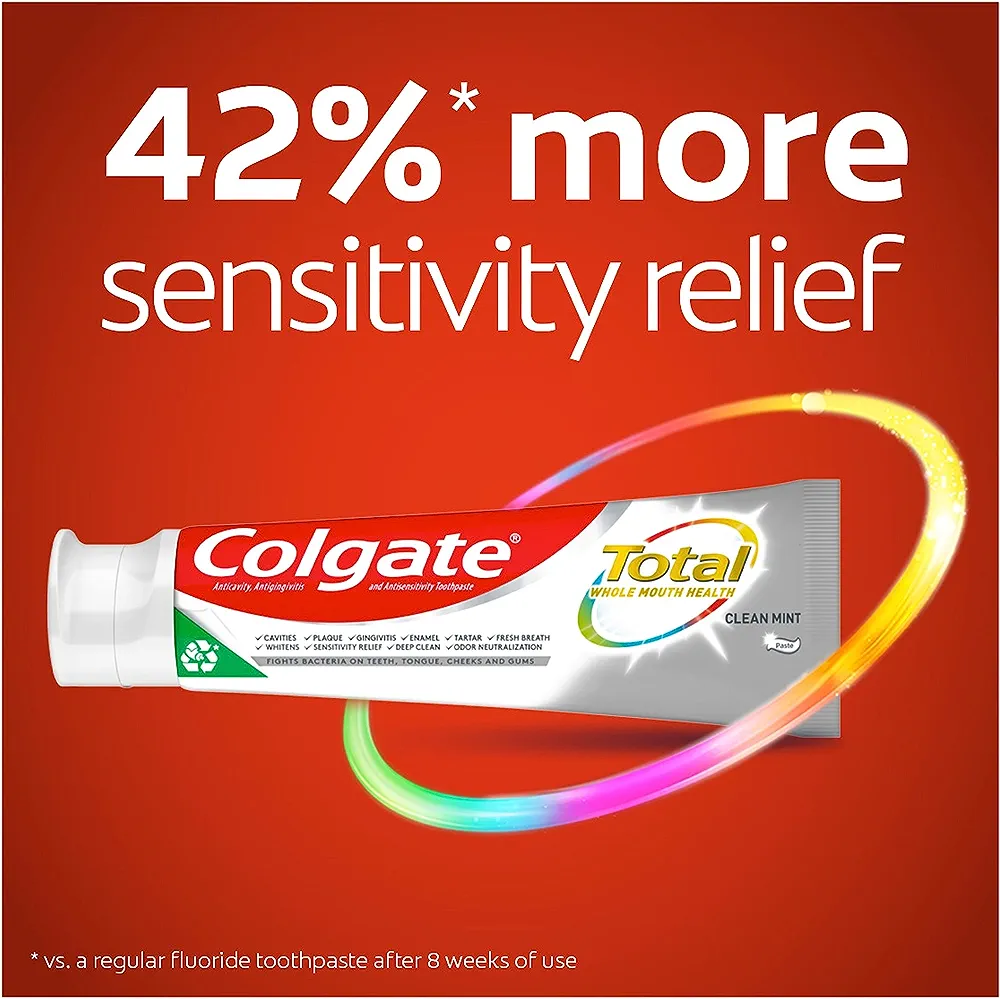 42%* more
sensitivity relief
Colgate®
Anticavity, Antigingivitis and Antisensitivity Toothpaste
Total
WHOLE MOUTH HEALTH
CLEAN MINT
Paste
✓CAVITIES ✓PLAQUE ✓GINGIVITIS ✓ENAMEL ✓TARTAR ✓FRESH BREATH
✓WHITENS ✓SENSITIVITY RELIEF ✓DEEP CLEAN ✓ODOR NEUTRALIZATION
FIGHTS BACTERIA ON TEETH, TONGUE, CHEEKS AND GUMS
* vs. a regular fluoride toothpaste after 8 weeks of use